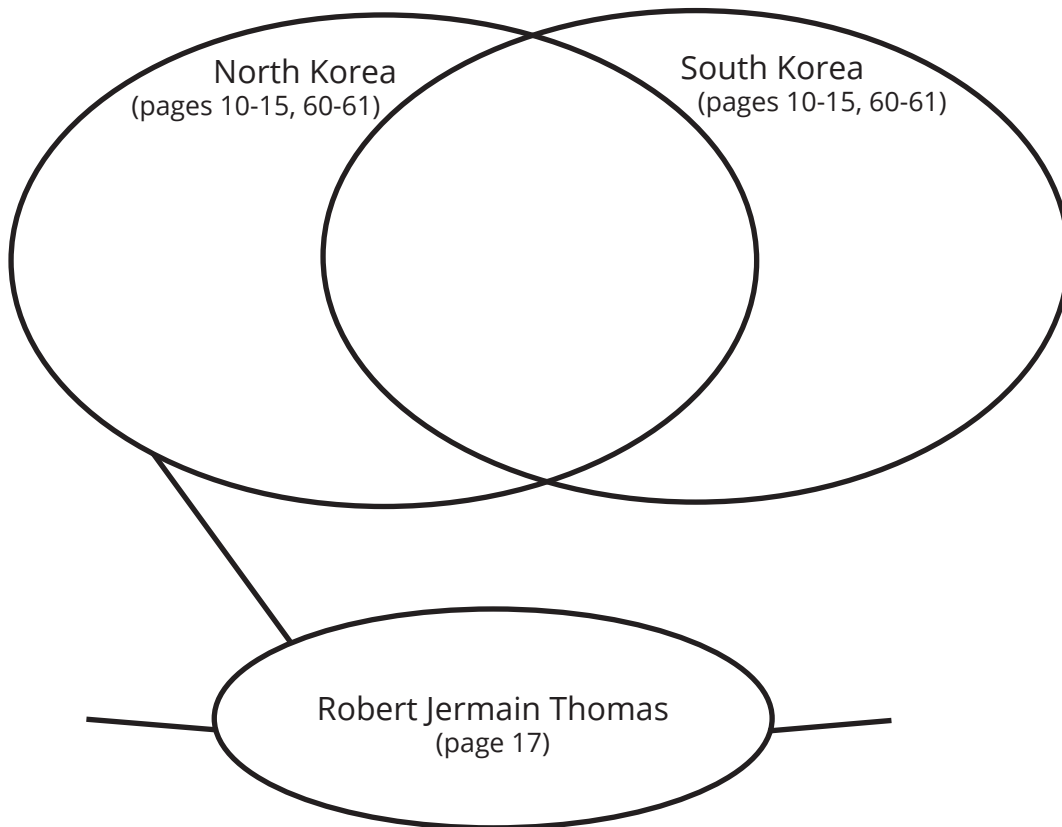 North Korea
(pages 10-15, 60-61)
South Korea
(pages 10-15, 60-61)
Robert Jermain Thomas
(page 17)